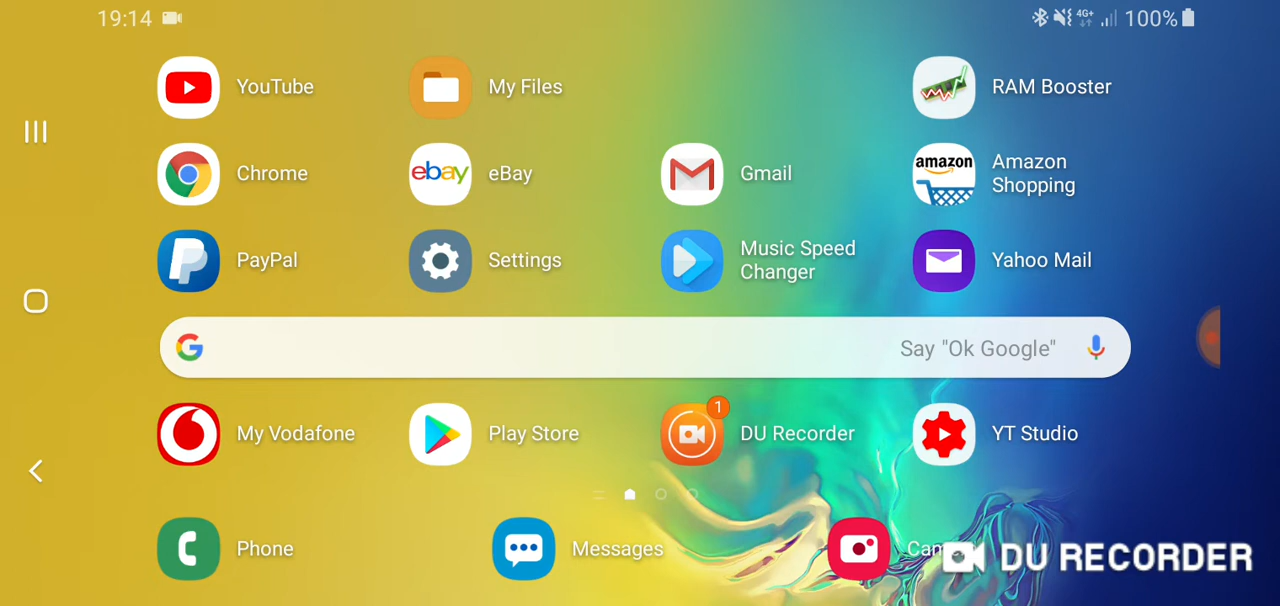 19:14
4G+
100%
YouTube
My Files
RAM Booster
Chrome
ebay
eBay
Gmail
amazon
Amazon
Shopping
PayPal
Settings
Music Speed
Changer
Yahoo Mail
Say "Ok Google"
My Vodafone
Play Store
1
DU Recorder
YT Studio
Phone
Messages
DU RECORDER